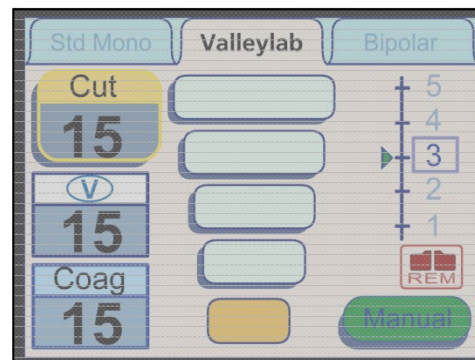 Std Mono
Valleylab
Bipolar
Cut
15
V
15
Coag
15
5
4
3
2
1
REM
Manual